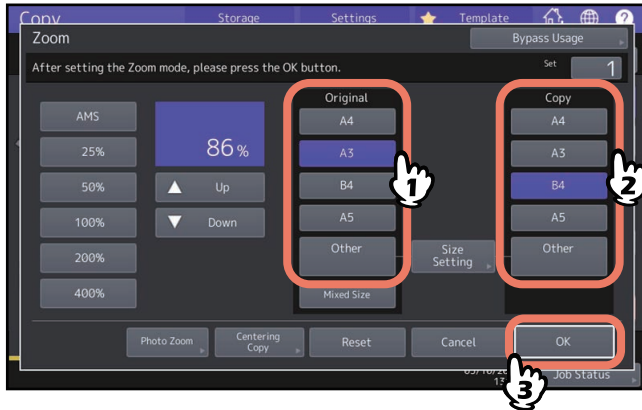 Copy Storage Settings Template ?
Zoom Bypass Usage
After setting the Zoom mode, please press the OK button. Set 1
Original Copy
AMS A4 A4
25% 86% A3 A3
50% Up B4 B4
100% Down A5 A5
200% Other Size Setting Other
400% Mixed Size
Photo Zoom Centering Copy Reset Cancel OK
Job Status
1
2
3